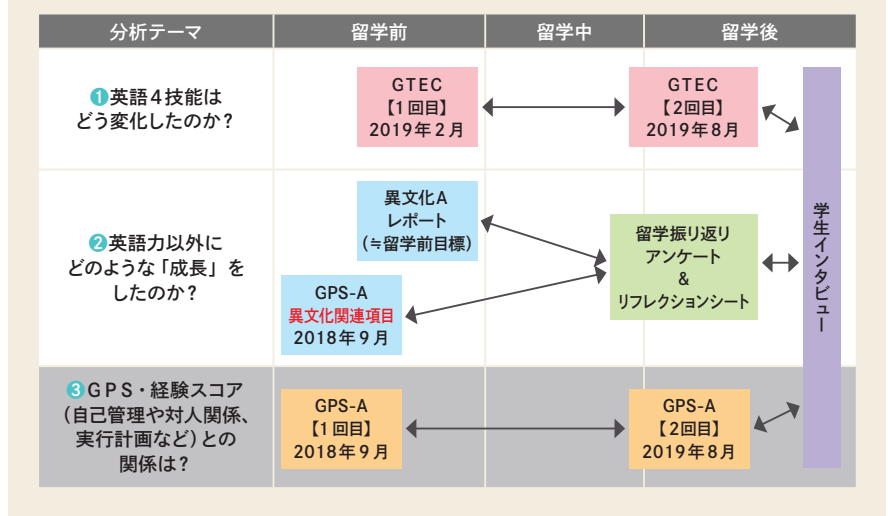 分析テーマ
留学前
留学中
留学後
❶英語4技能は
どう変化したのか？
GTEC
【1回目】
2019年2月
GTEC
【2回目】
2019年8月
❷英語力以外に
どのような「成長」を
したのか？
異文化A
レポート
(≒留学前目標)
GPS-A
異文化関連項目
2018年9月
留学振り返り
アンケート
&
リフレクションシート
❸GPS・経験スコア
(自己管理や対人関係、
実行計画など)との
関係は？
GPS-A
【1回目】
2018年9月
GPS-A
【2回目】
2019年8月
学生インタビュー